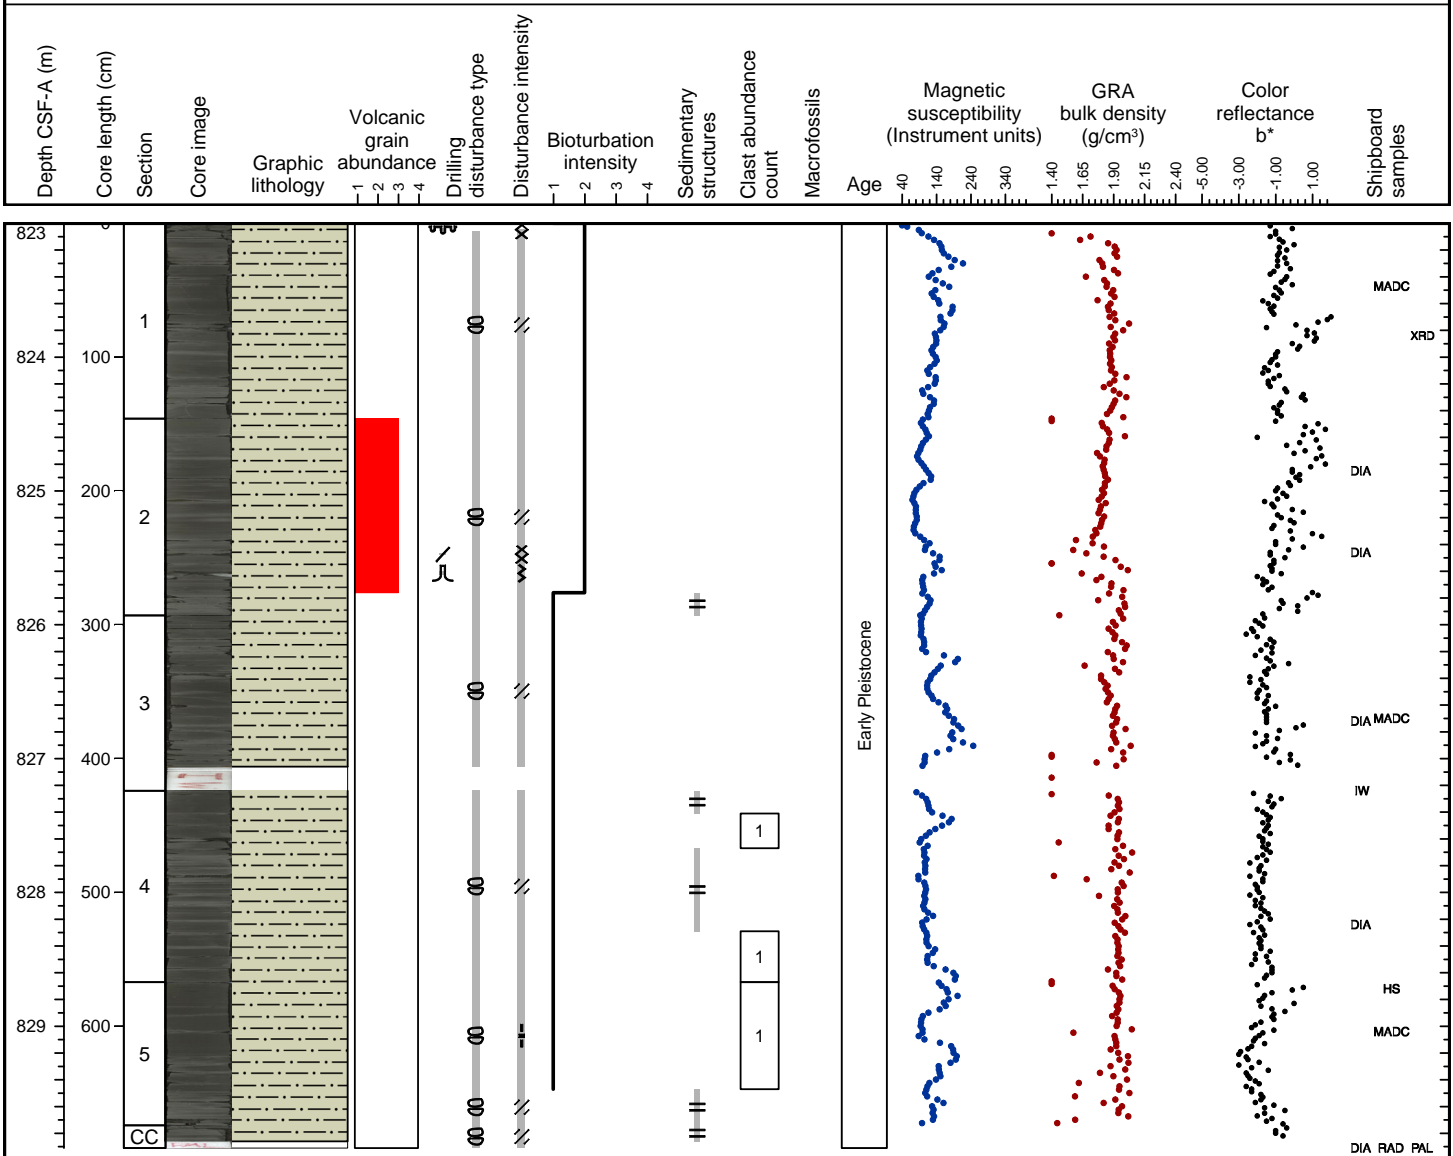 Depth CSF-A (m)
Core length (cm)
Section
Core image
Graphic
lithology
Volcanic
grain
abundance
1 2 3 4
Drilling
disturbance type
Disturbance intensity
Bioturbation
intensity
1 2 3 4
Sedimentary
structures
Clast abundance
count
Macrofossils
Age
Magnetic
susceptibility
(Instrument units)
40 140 240 340
GRA
bulk density
(g/cm³)
1.40 1.65 1.90 2.15 2.40
Color
reflectance
b*
-5.00 -3.00 -1.00 1.00
Shipboard
samples
823 0
MADC
1
XRD
824 100
DIA
825 200
2
DIA
826 300
Early Pleistocene
3
DIA MADC
827 400
IW
1
4
828 500
DIA
1
HS
829 600
1
MADC
5
CC
DIA RAD PAL